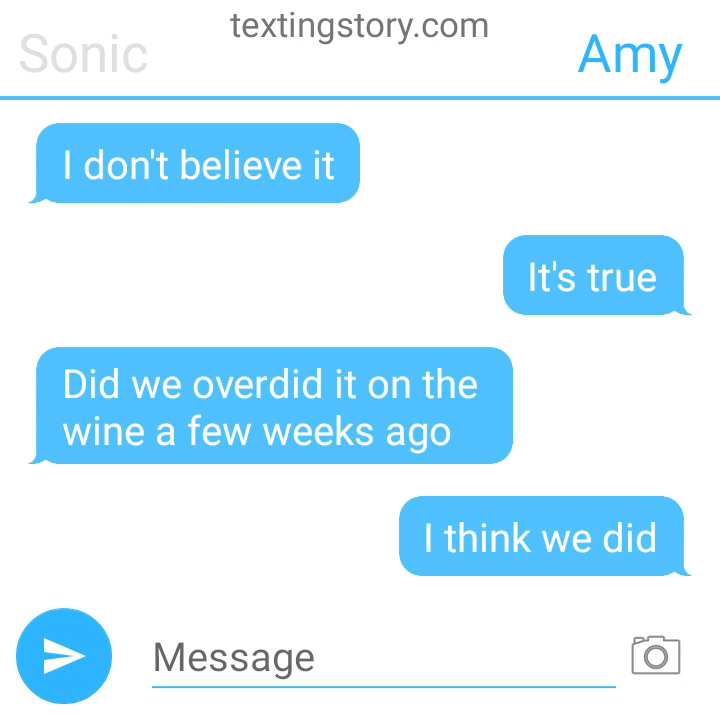 textingstory.com
Sonic
Amy
I don't believe it
It's true
Did we overdid it on the
wine a few weeks ago
I think we did
Message